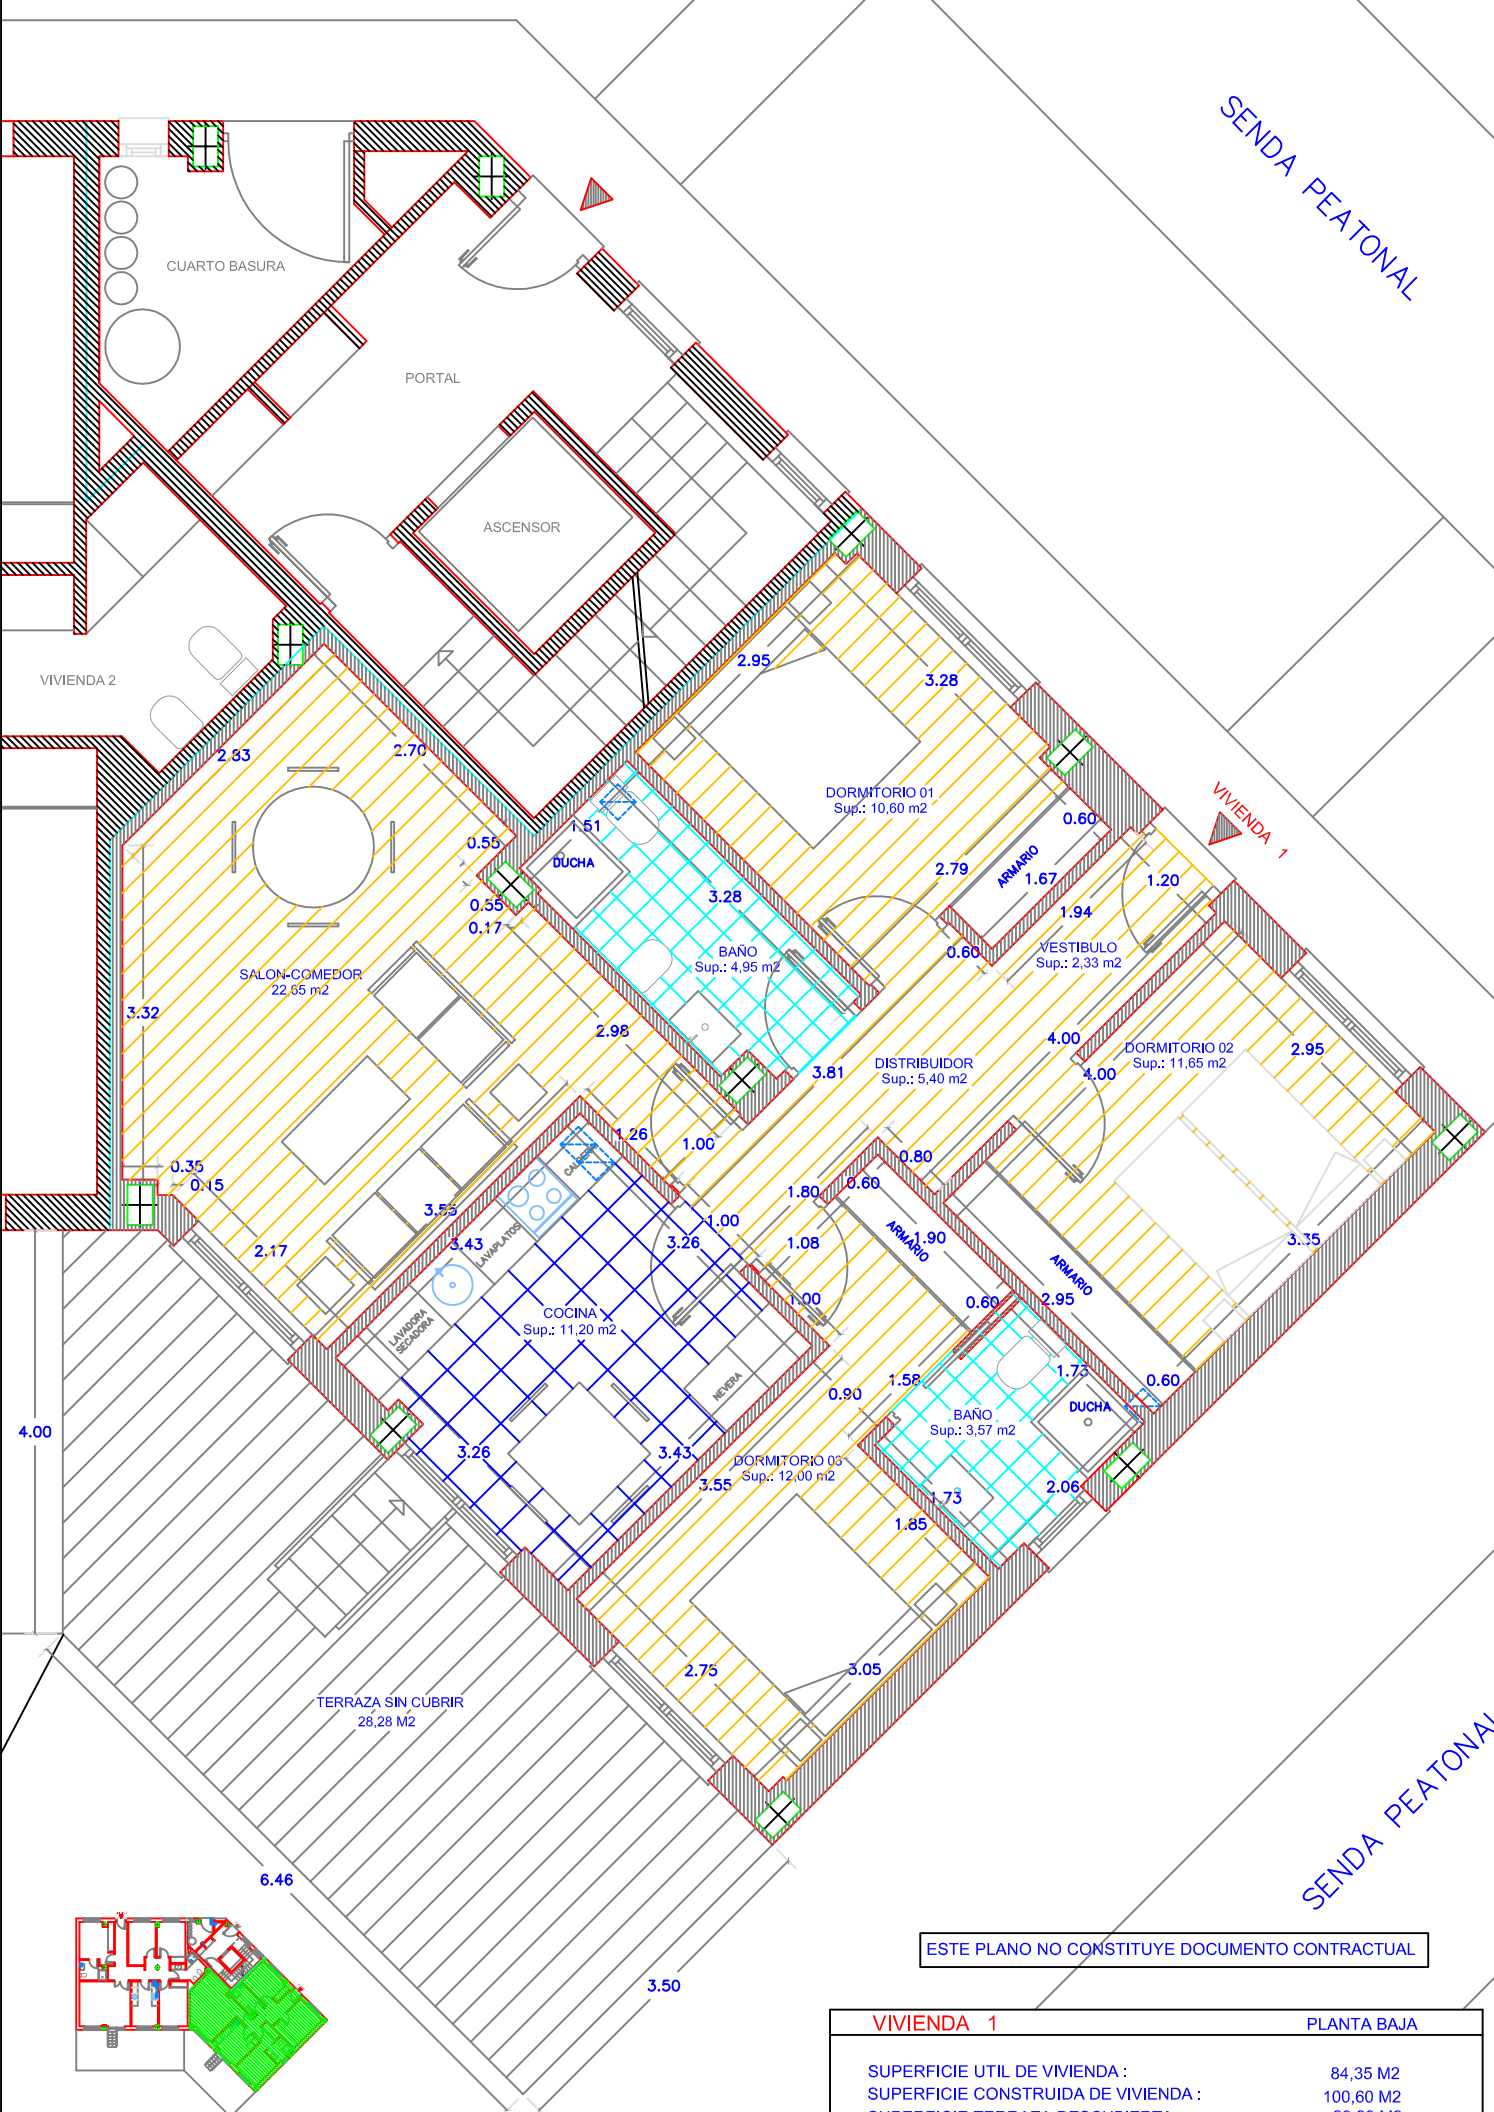 SENDA PEATONAL
CUARTO BASURA
PORTAL
ASCENSOR
VIVIENDA 2
2.95
3.28
2.83
2.70
DORMITORIO 01
Sup.: 10,60 m2
VIVIENDA 1
0.60
1.51
0.55
DUCHA
2.79
ARMARIO
1.67
1.20
3.28
0.35
0.17
1.94
BAÑO
Sup.: 4,95 m2
0.60
VESTIBULO
Sup.: 2,33 m2
SALON-COMEDOR
22,65 m2
3.32
2.98
4.00
DORMITORIO 02
Sup.: 11,65 m2
2.95
DISTRIBUIDOR
Sup.: 5,40 m2
3.81
4.00
1.26
1.00
0.80
CALDERA
0.35
0.15
0.60
1.80
3.55
1.00
ARMARIO
1.90
2.17
3.43
LAVAPLATOS
3.26
1.08
3.35
ARMARIO
1.00
0.60
2.95
COCINA
Sup.: 11,20 m2
LAVADORA
SECADORA
NEVERA
1.73
0.60
1.58
0.90
DUCHA
BAÑO
Sup.: 3,57 m2
4.00
3.26
3.43
DORMITORIO 03
Sup.: 12,00 m2
3.55
2.06
1.73
1.85
2.75
3.05
TERRAZA SIN CUBRIR
28,28 M2
SENDA PEATONAL
6.46
3.50
ESTE PLANO NO CONSTITUYE DOCUMENTO CONTRACTUAL
VIVIENDA 1 PLANTA BAJA
SUPERFICIE UTIL DE VIVIENDA : 84,35 M2
SUPERFICIE CONSTRUIDA DE VIVIENDA : 100,60 M2